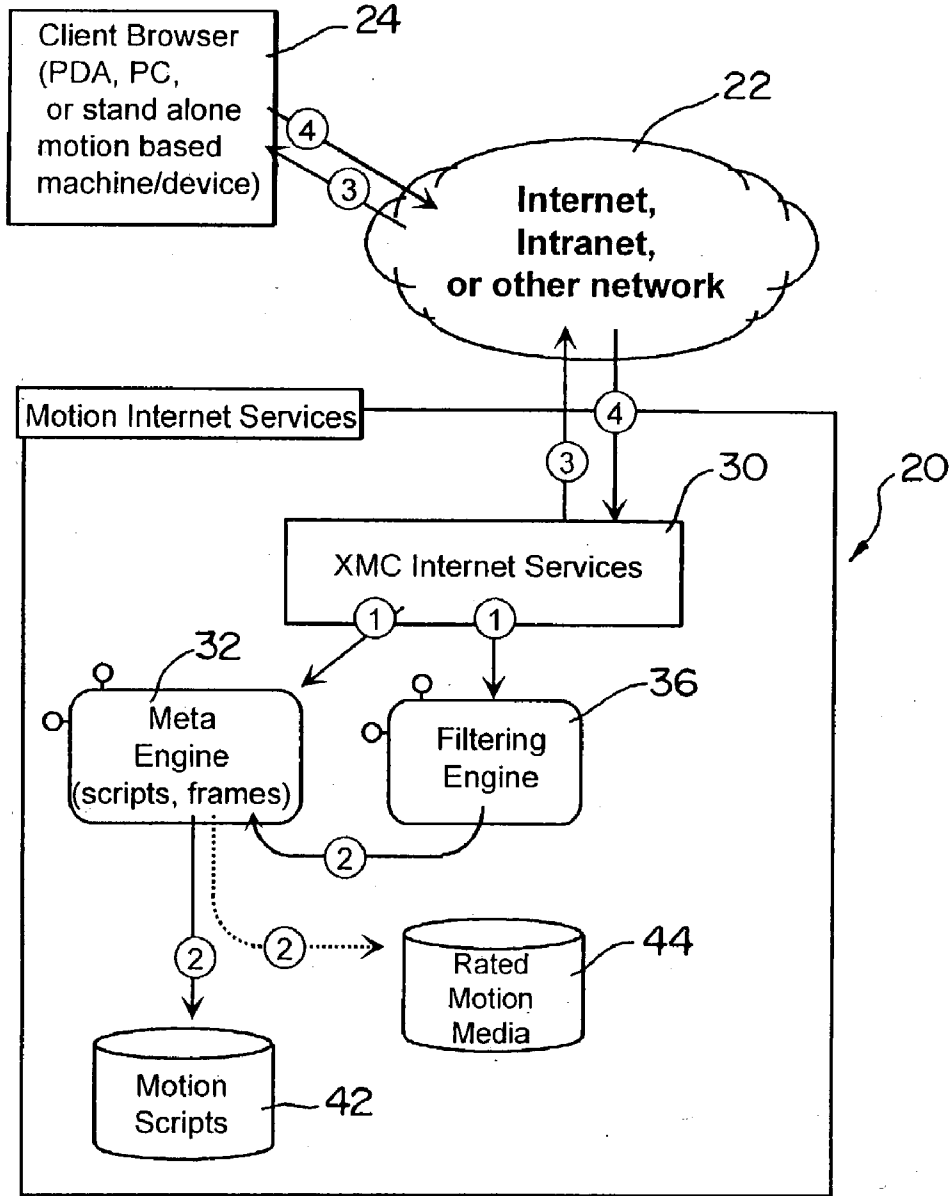 Client Browser
(PDA, PC,
or stand alone
motion based
machine/device)
24
4
3
22
Internet,
Intranet,
or other network
Motion Internet Services
4
3
30
20
XMC Internet Services
1
1
32
36
Meta
Engine
(scripts, frames)
Filtering
Engine
2
2
2
44
Rated
Motion
Media
Motion
Scripts
42